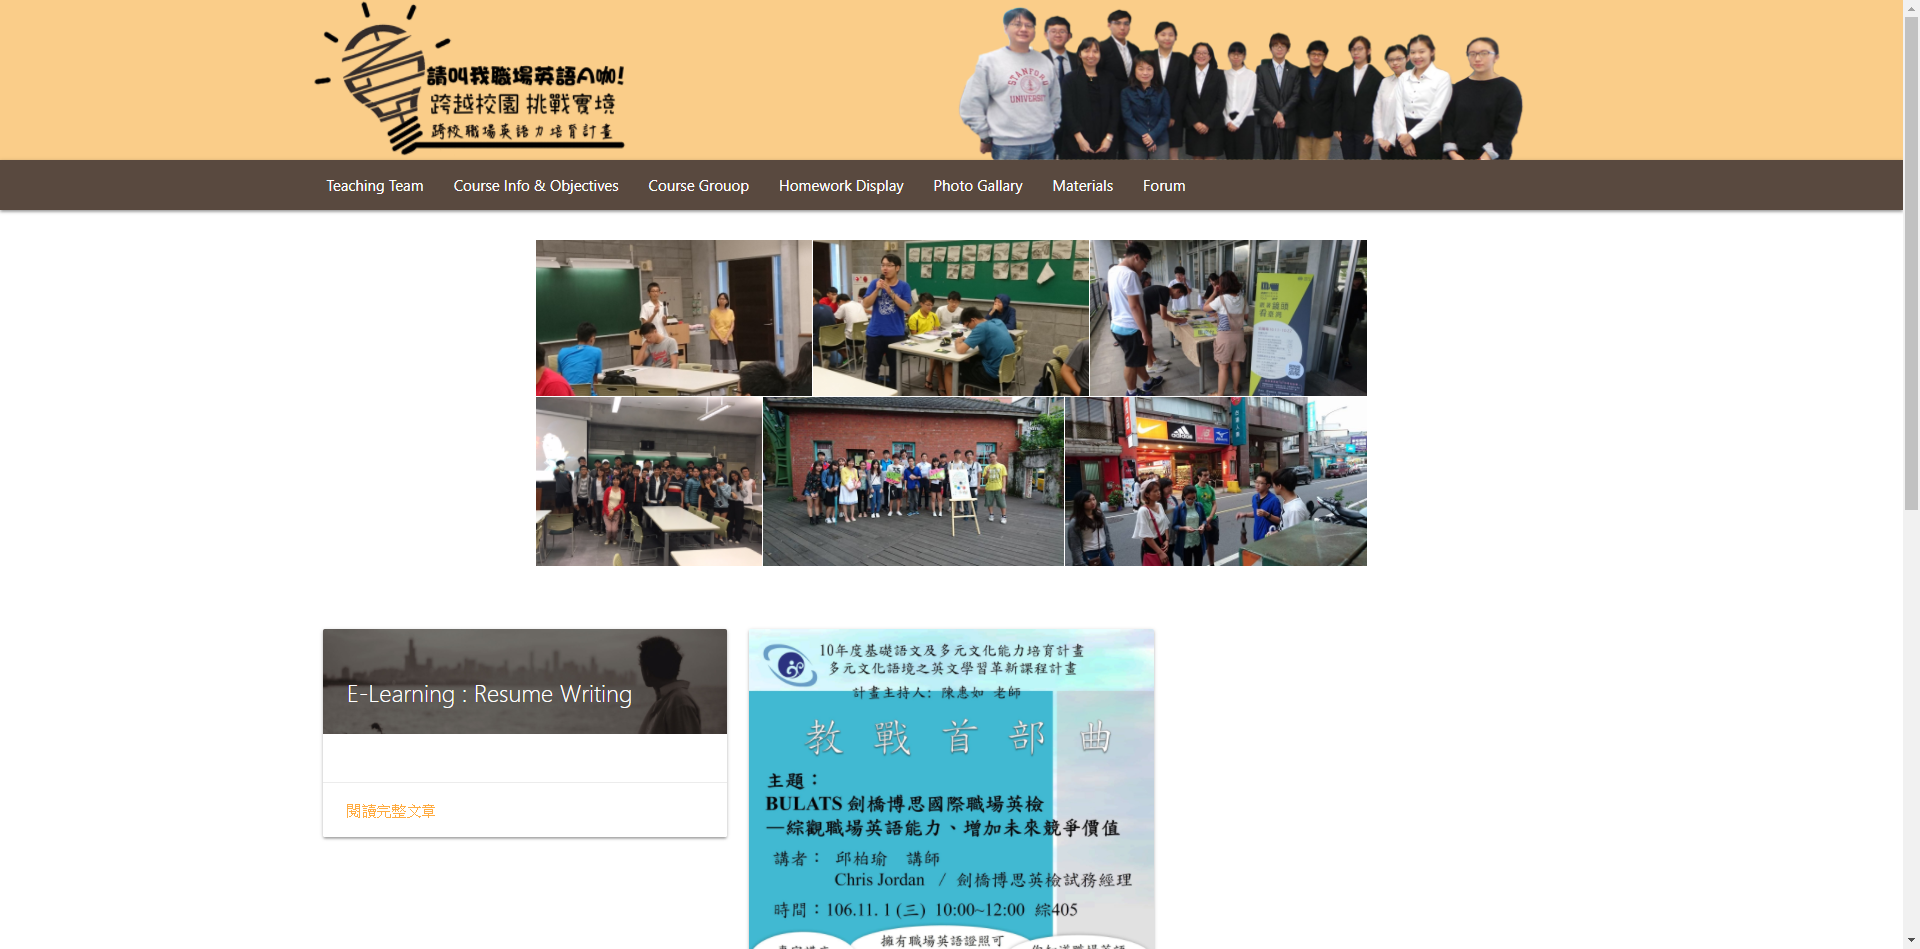 請叫我職場英語A咖!
跨越校園 挑戰實境
跨校職場英語力培育計畫
STANFORD
UNIVERSITY
Teaching Team
Course Info & Objectives
Course Grouop
Homework Display
Photo Gallary
Materials
Forum
adidas
E-Learning : Resume Writing
閱讀完整文章
10年度基礎語文及多元文化能力培育計畫
多元文化語境之英文學習革新課程計畫
計畫主持人: 陳惠如 老師
教戰首部曲
主題：
BULATS 劍橋博思國際職場英檢
—綜觀職場英語能力、增加未來競爭價值
講者： 邱柏瑜 講師
Chris Jordan / 劍橋博思英檢試務經理
時間：106.11. 1 (三) 10:00~12:00 綜405
擁有職場英語證照可